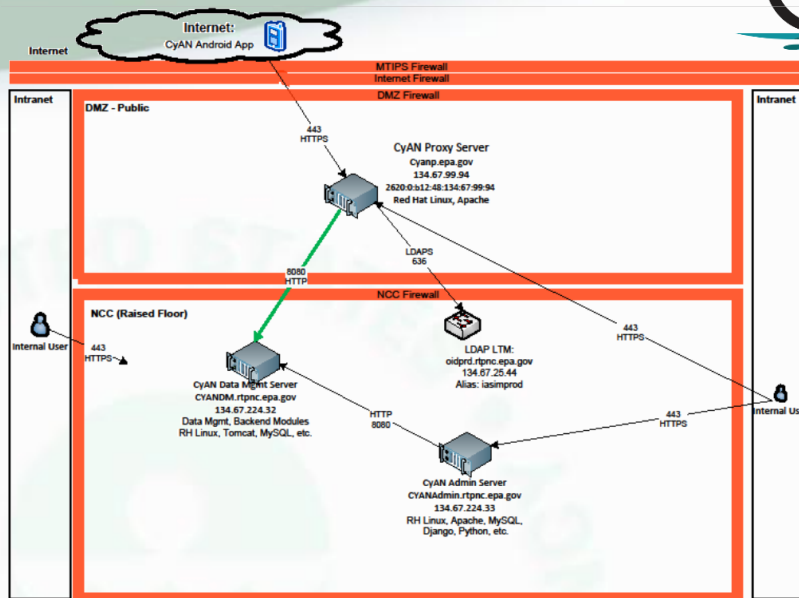 Internet:
CyAN Android App
Internet
MTIPS Firewall
Internet Firewall
Intranet
DMZ Firewall
Intranet
DMZ - Public
443
HTTPS
CyAN Proxy Server
Cyanp.epa.gov
134.67.99.94
2620:0:b12:48:134:67:99:94
Red Hat Linux, Apache
LDAPS
636
8080
HTTP
NCC Firewall
NCC (Raised Floor)
Internal User
443
HTTPS
LDAP LTM:
oidprd.rtpnc.epa.gov
134.67.25.44
Alias: iasimprod
443
HTTPS
CyAN Data Mgmt Server
CYANDM.rtpnc.epa.gov
134.67.224.32
Data Mgmt, Backend Modules
RH Linux, Tomcat, MySQL, etc.
HTTP
8080
443
HTTPS
Internal Us
CyAN Admin Server
CYANAdmin.rtpnc.epa.gov
134.67.224.33
RH Linux, Apache, MySQL,
Django, Python, etc.